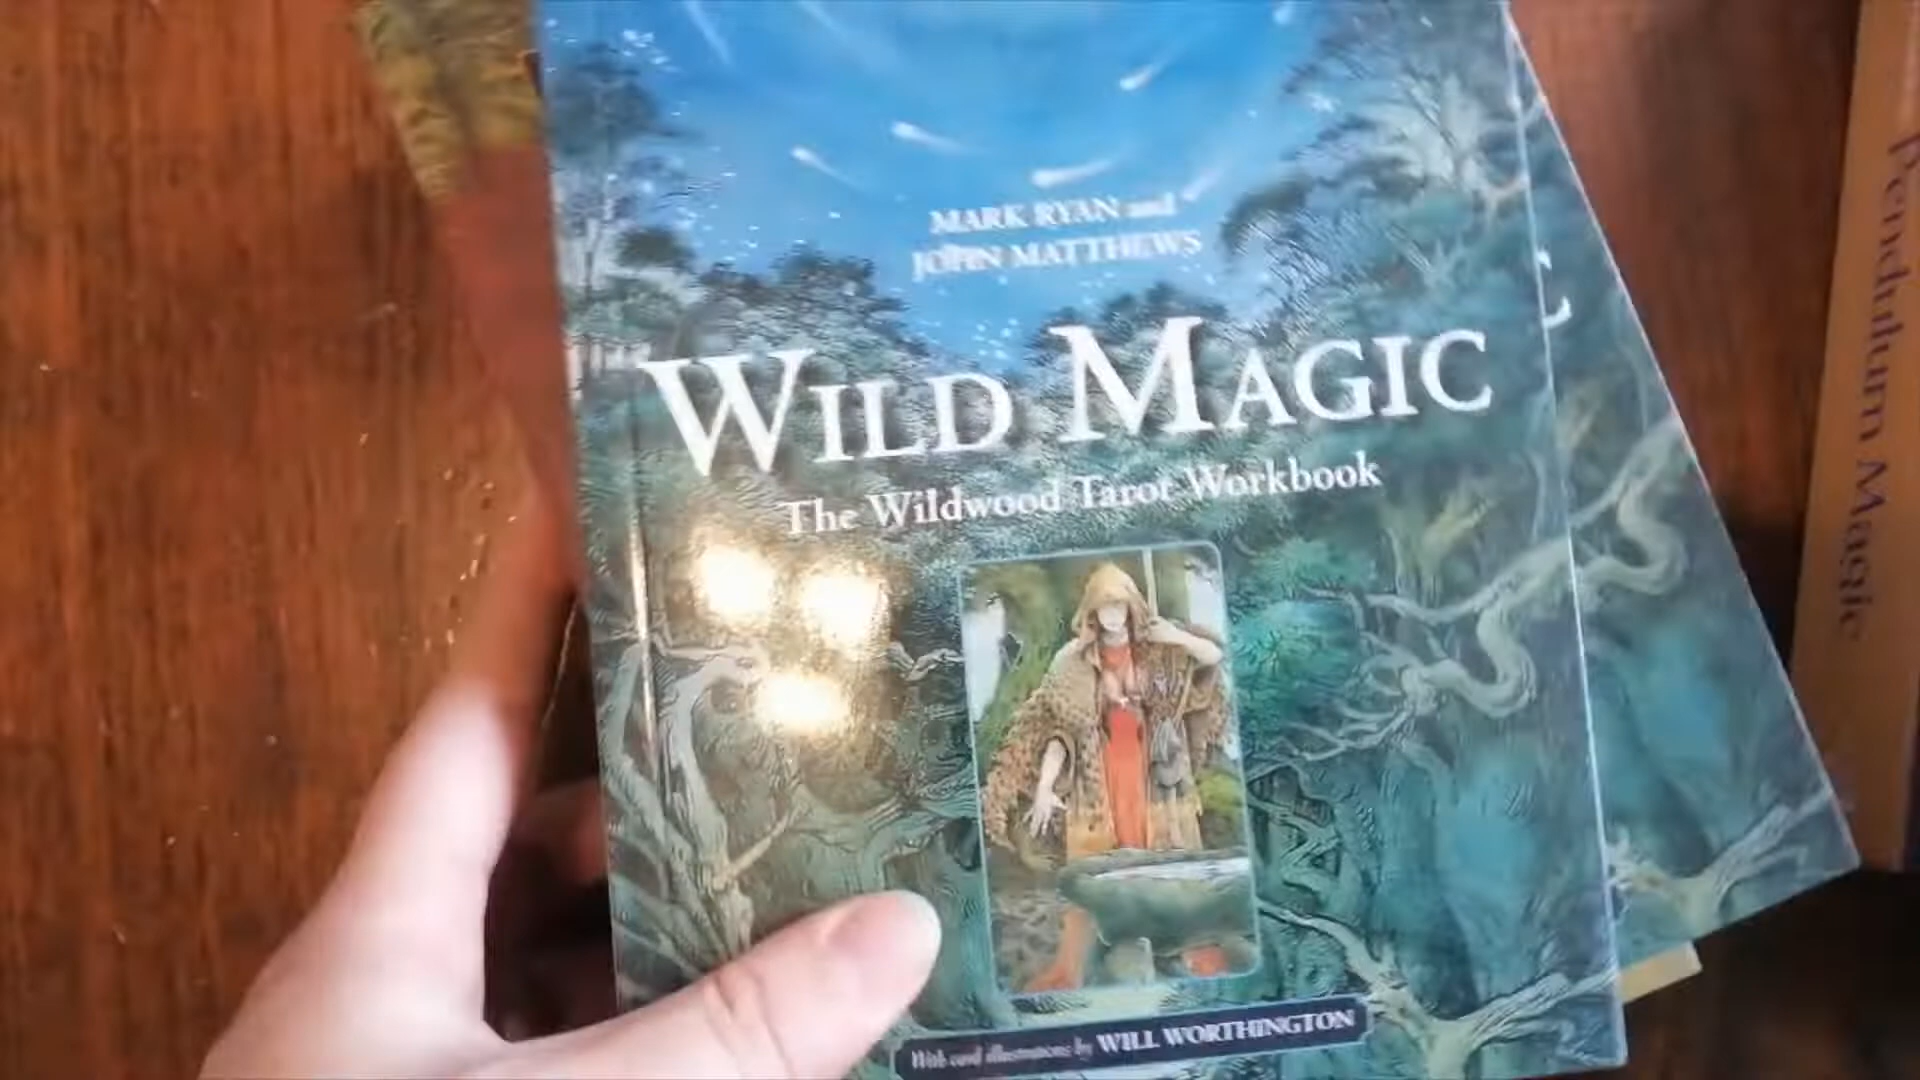 MARK RYAN and
JOHN MATTHEWS
WILD MAGIC
The Wildwood Tarot Workbook
With card illustrations by WILL WORTHINGTON
Pendulum Magic